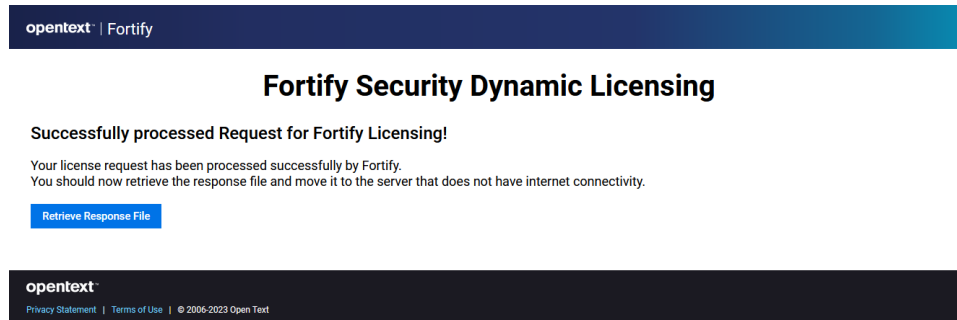 opentext™ | Fortify
Fortify Security Dynamic Licensing
Successfully processed Request for Fortify Licensing!
Your license request has been processed successfully by Fortify.
You should now retrieve the response file and move it to the server that does not have internet connectivity.
Retrieve Response File
opentext™
Privacy Statement | Terms of Use | © 2006-2023 Open Text